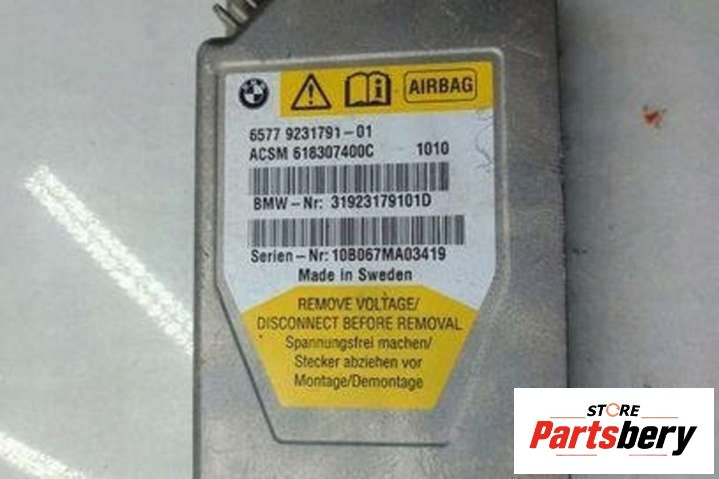 AIRBAG
6577 9231791-01
ACSM 618307400C 1010
BMW-Nr: 31923179101D
Serien-Nr: 10B067MA03419
Made in Sweden
REMOVE VOLTAGE/
DISCONNECT BEFORE REMOVAL
Spannungsfrei machen/
Stecker abziehen vor
Montage/Demontage
STORE
Partsbery